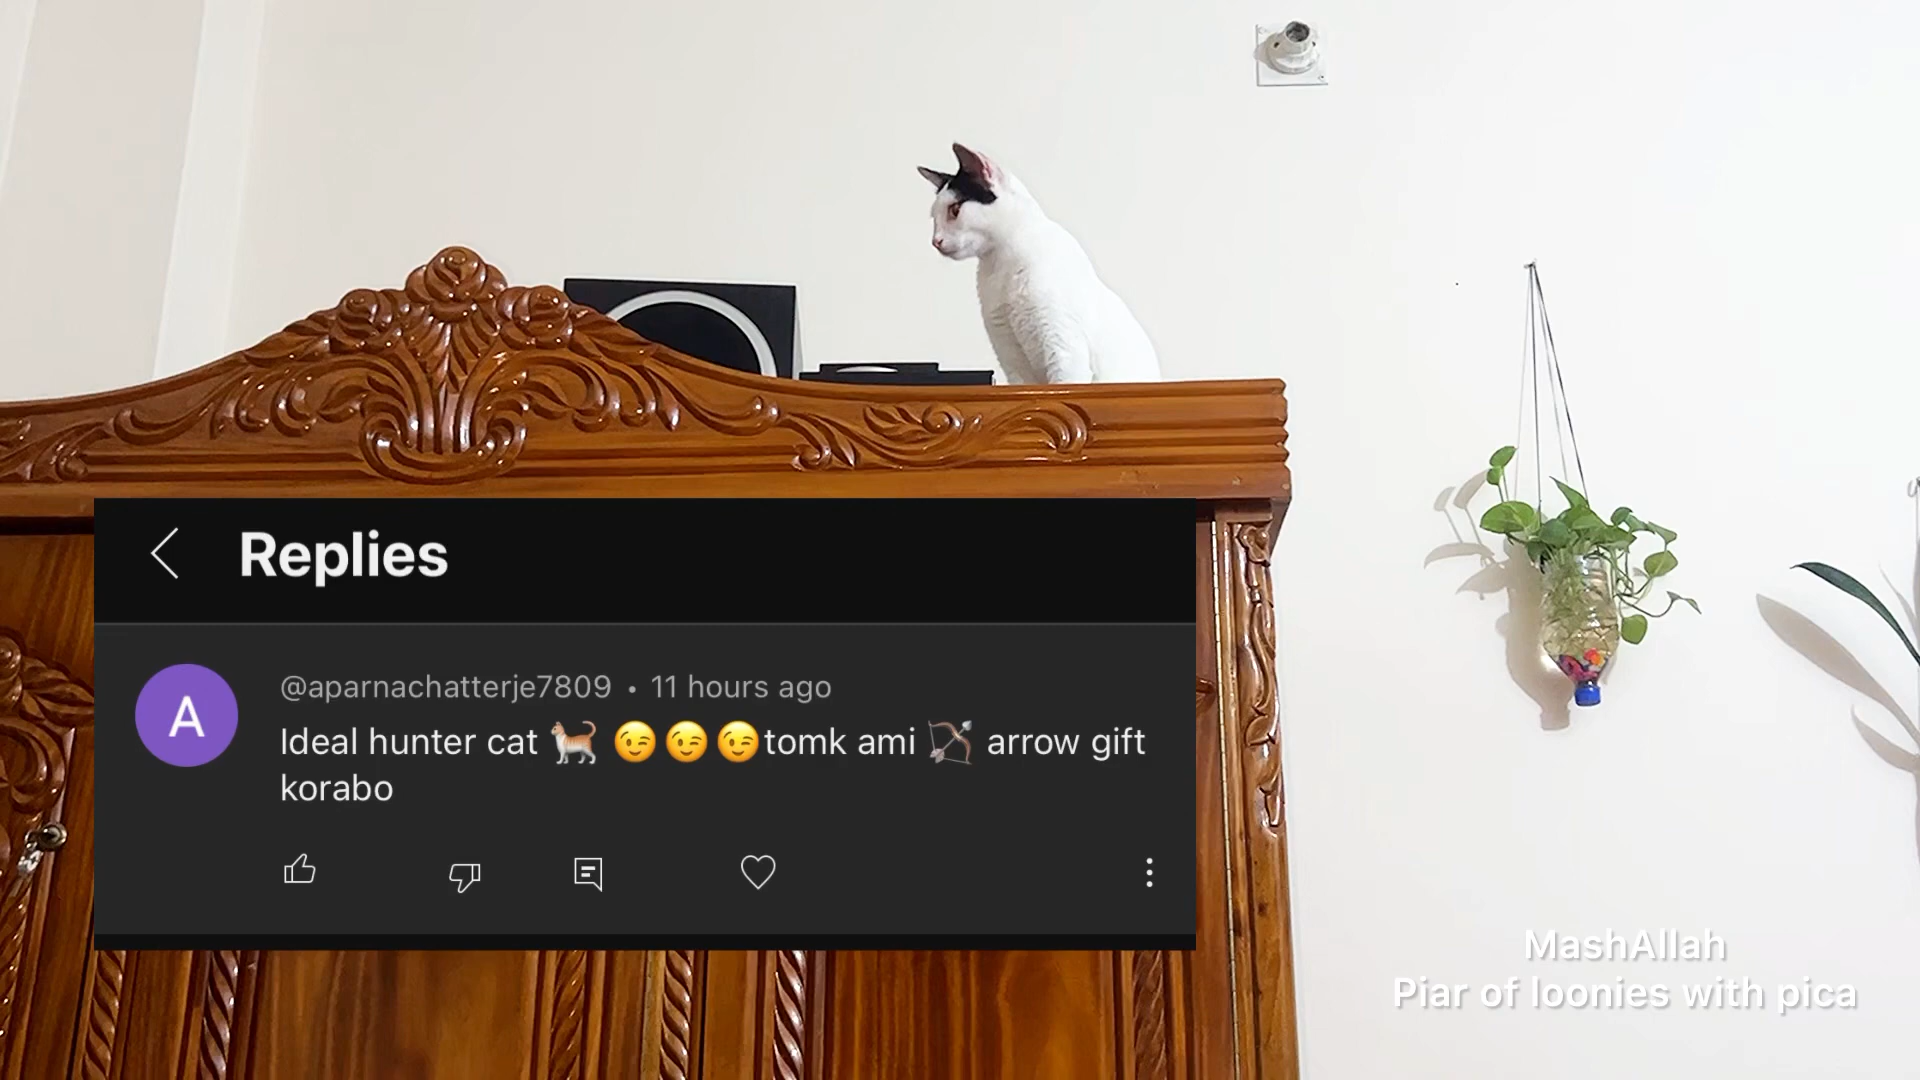 Replies
A
@aparnachatterje7809 • 11 hours ago
Ideal hunter cat 🐈 😉 😉 😉tomk ami 🏹 arrow gift
korabo
MashAllah
Piar of loonies with pica